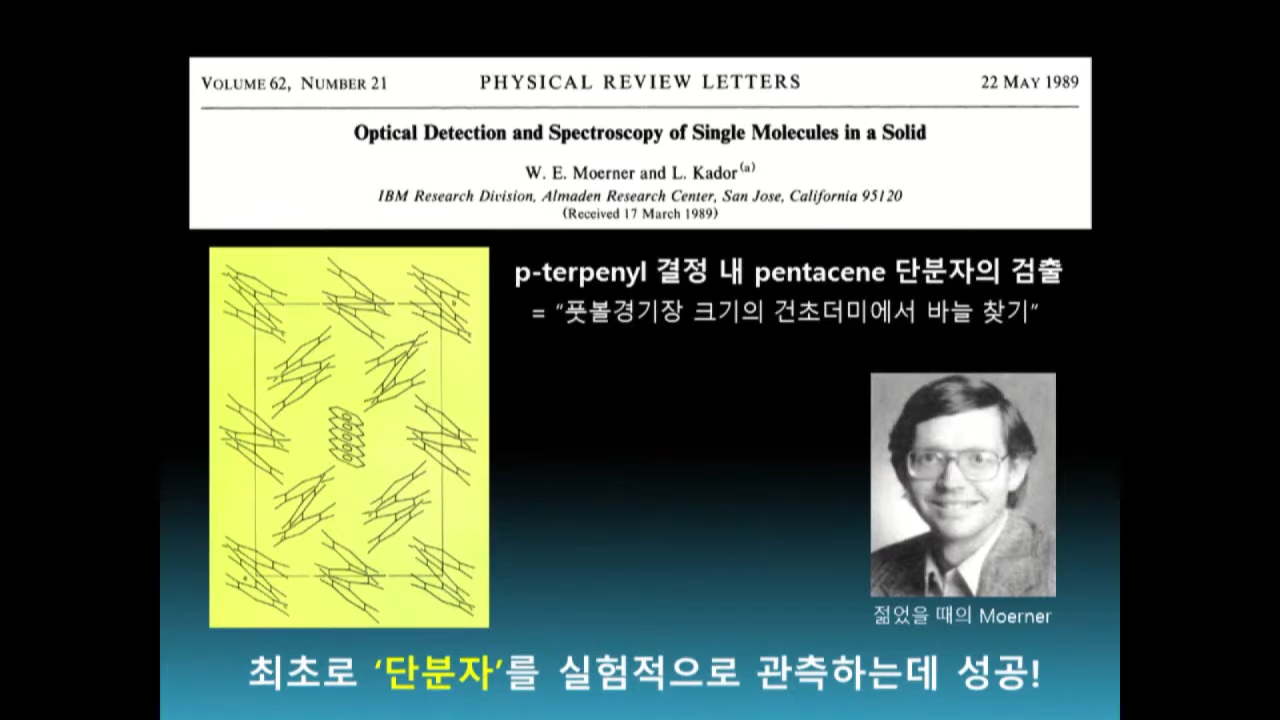 VOLUME 62, NUMBER 21 PHYSICAL REVIEW LETTERS 22 MAY 1989
Optical Detection and Spectroscopy of Single Molecules in a Solid
W. E. Moerner and L. Kador(a)
IBM Research Division, Almaden Research Center, San Jose, California 95120
(Received 17 March 1989)
p-terpenyl 결정 내 pentacene 단분자의 검출
= “풋볼경기장 크기의 건초더미에서 바늘 찾기”
젊었을 때의 Moerner
최초로 ‘단분자’를 실험적으로 관측하는데 성공!